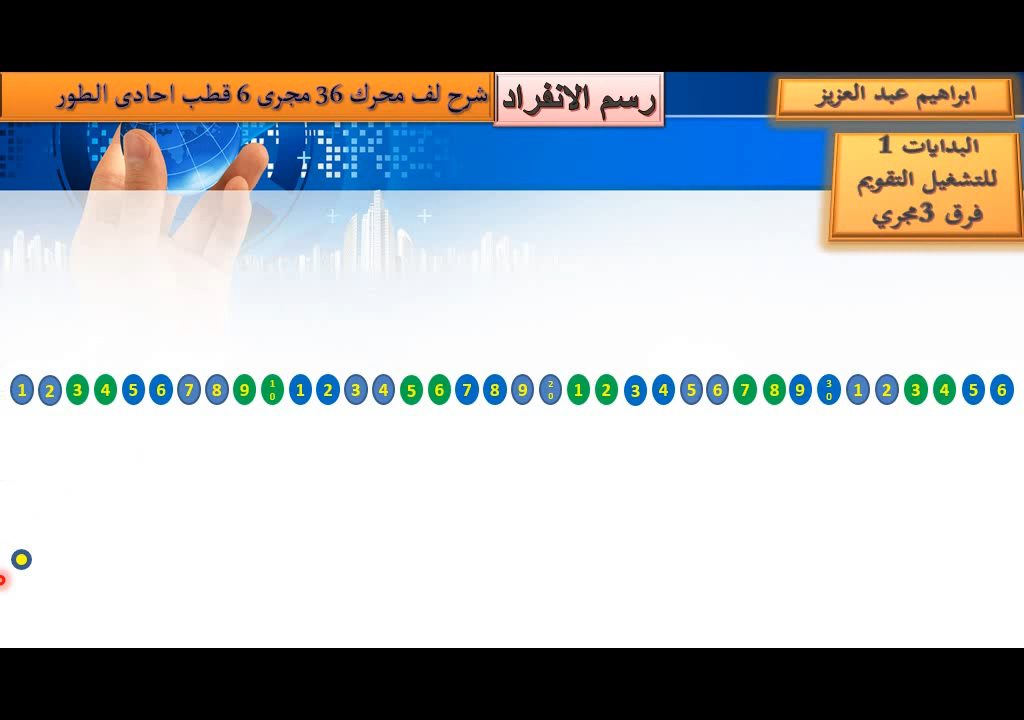 شرح لف محرك 36 مجرى 6 قطب احادى الطور
رسم الانفراد
ابراهيم عبد العزيز
البدايات 1
للتشغيل التقويم
فرق 3مجري
1 2 3 4 5 6 7 8 9 10 1 2 3 4 5 6 7 8 9 20 1 2 3 4 5 6 7 8 9 30 1 2 3 4 5 6